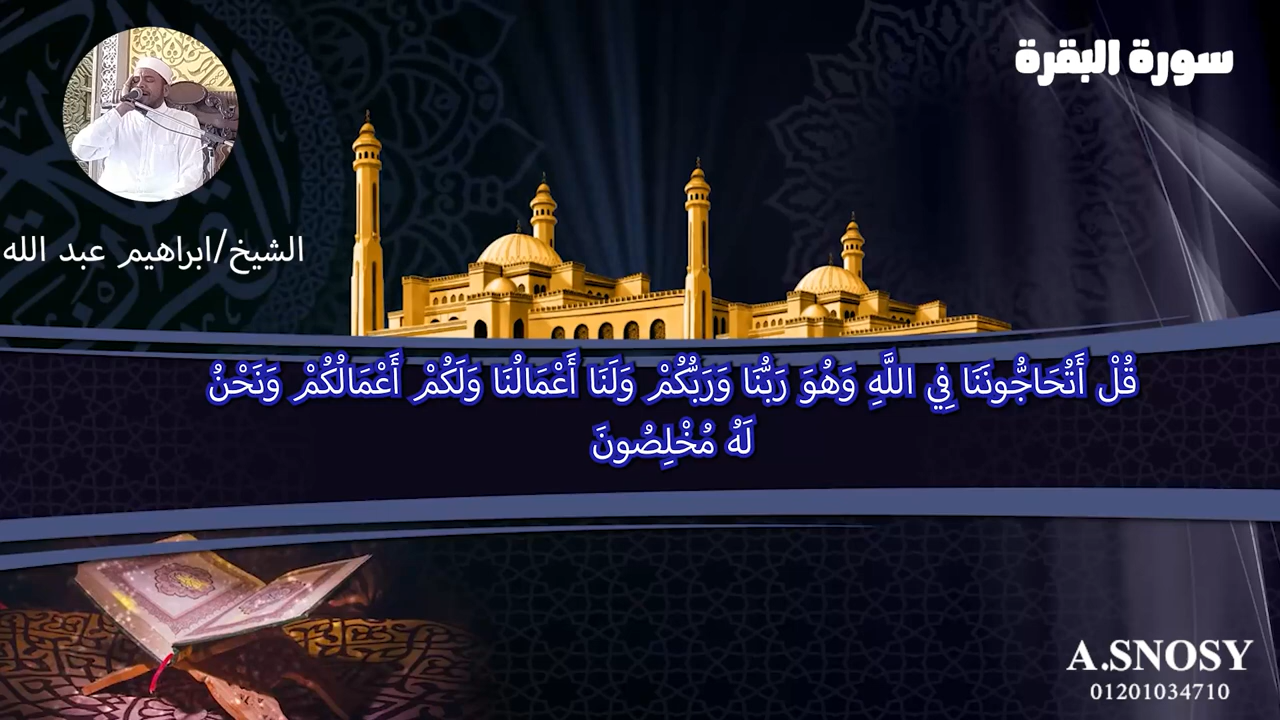 سورة البقرة
الشيخ/ابراهيم عبد الله
قُلْ أَتُحَاجُّونَنَا فِي اللَّهِ وَهُوَ رَبُّنَا وَرَبُّكُمْ وَلَنَا أَعْمَالُنَا وَلَكُمْ أَعْمَالُكُمْ وَنَحْنُ
لَهُ مُخْلِصُونَ
A.SNOSY
01201034710